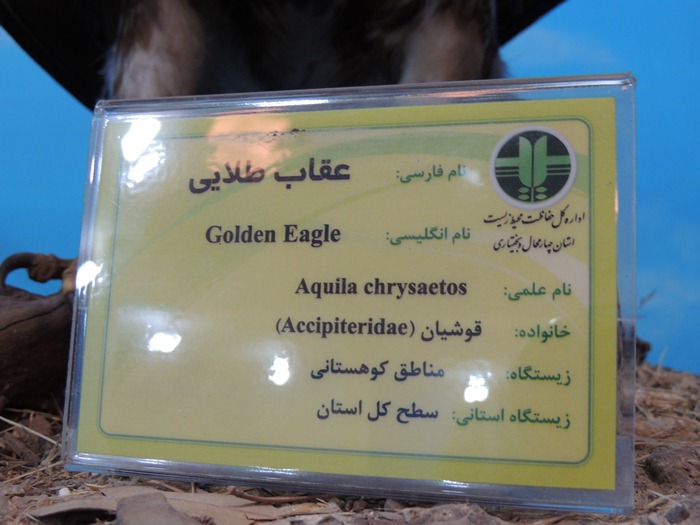 نام فارسی: عقاب طلایی
اداره کل حفاظت محیط زیست
استان چهارمحال و بختیاری
نام انگلیسی: Golden Eagle
نام علمی: Aquila chrysaetos
خانواده: قوشیان (Accipiteridae)
زیستگاه: مناطق کوهستانی
زیستگاه استانی: سطح کل استان